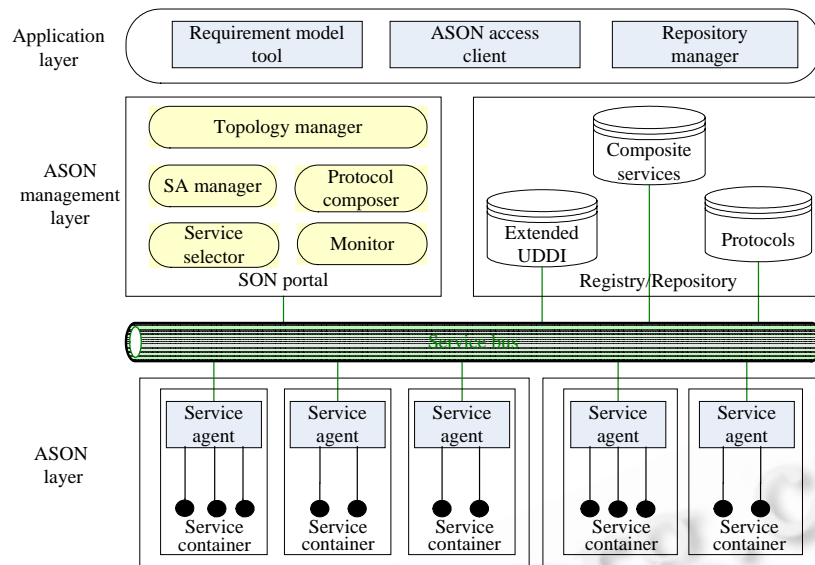 Application
layer
Requirement model
tool
ASON access
client
Repository
manager
ASON
management
layer
Topology manager
SA manager
Protocol
composer
Service
selector
Monitor
SON portal
Composite
services
Extended
UDDI
Protocols
Registry/Repository
Service bus
ASON
layer
Service
agent
Service
container
Service
agent
Service
container
Service
agent
Service
container
Service
agent
Service
container
Service
agent
Service
container